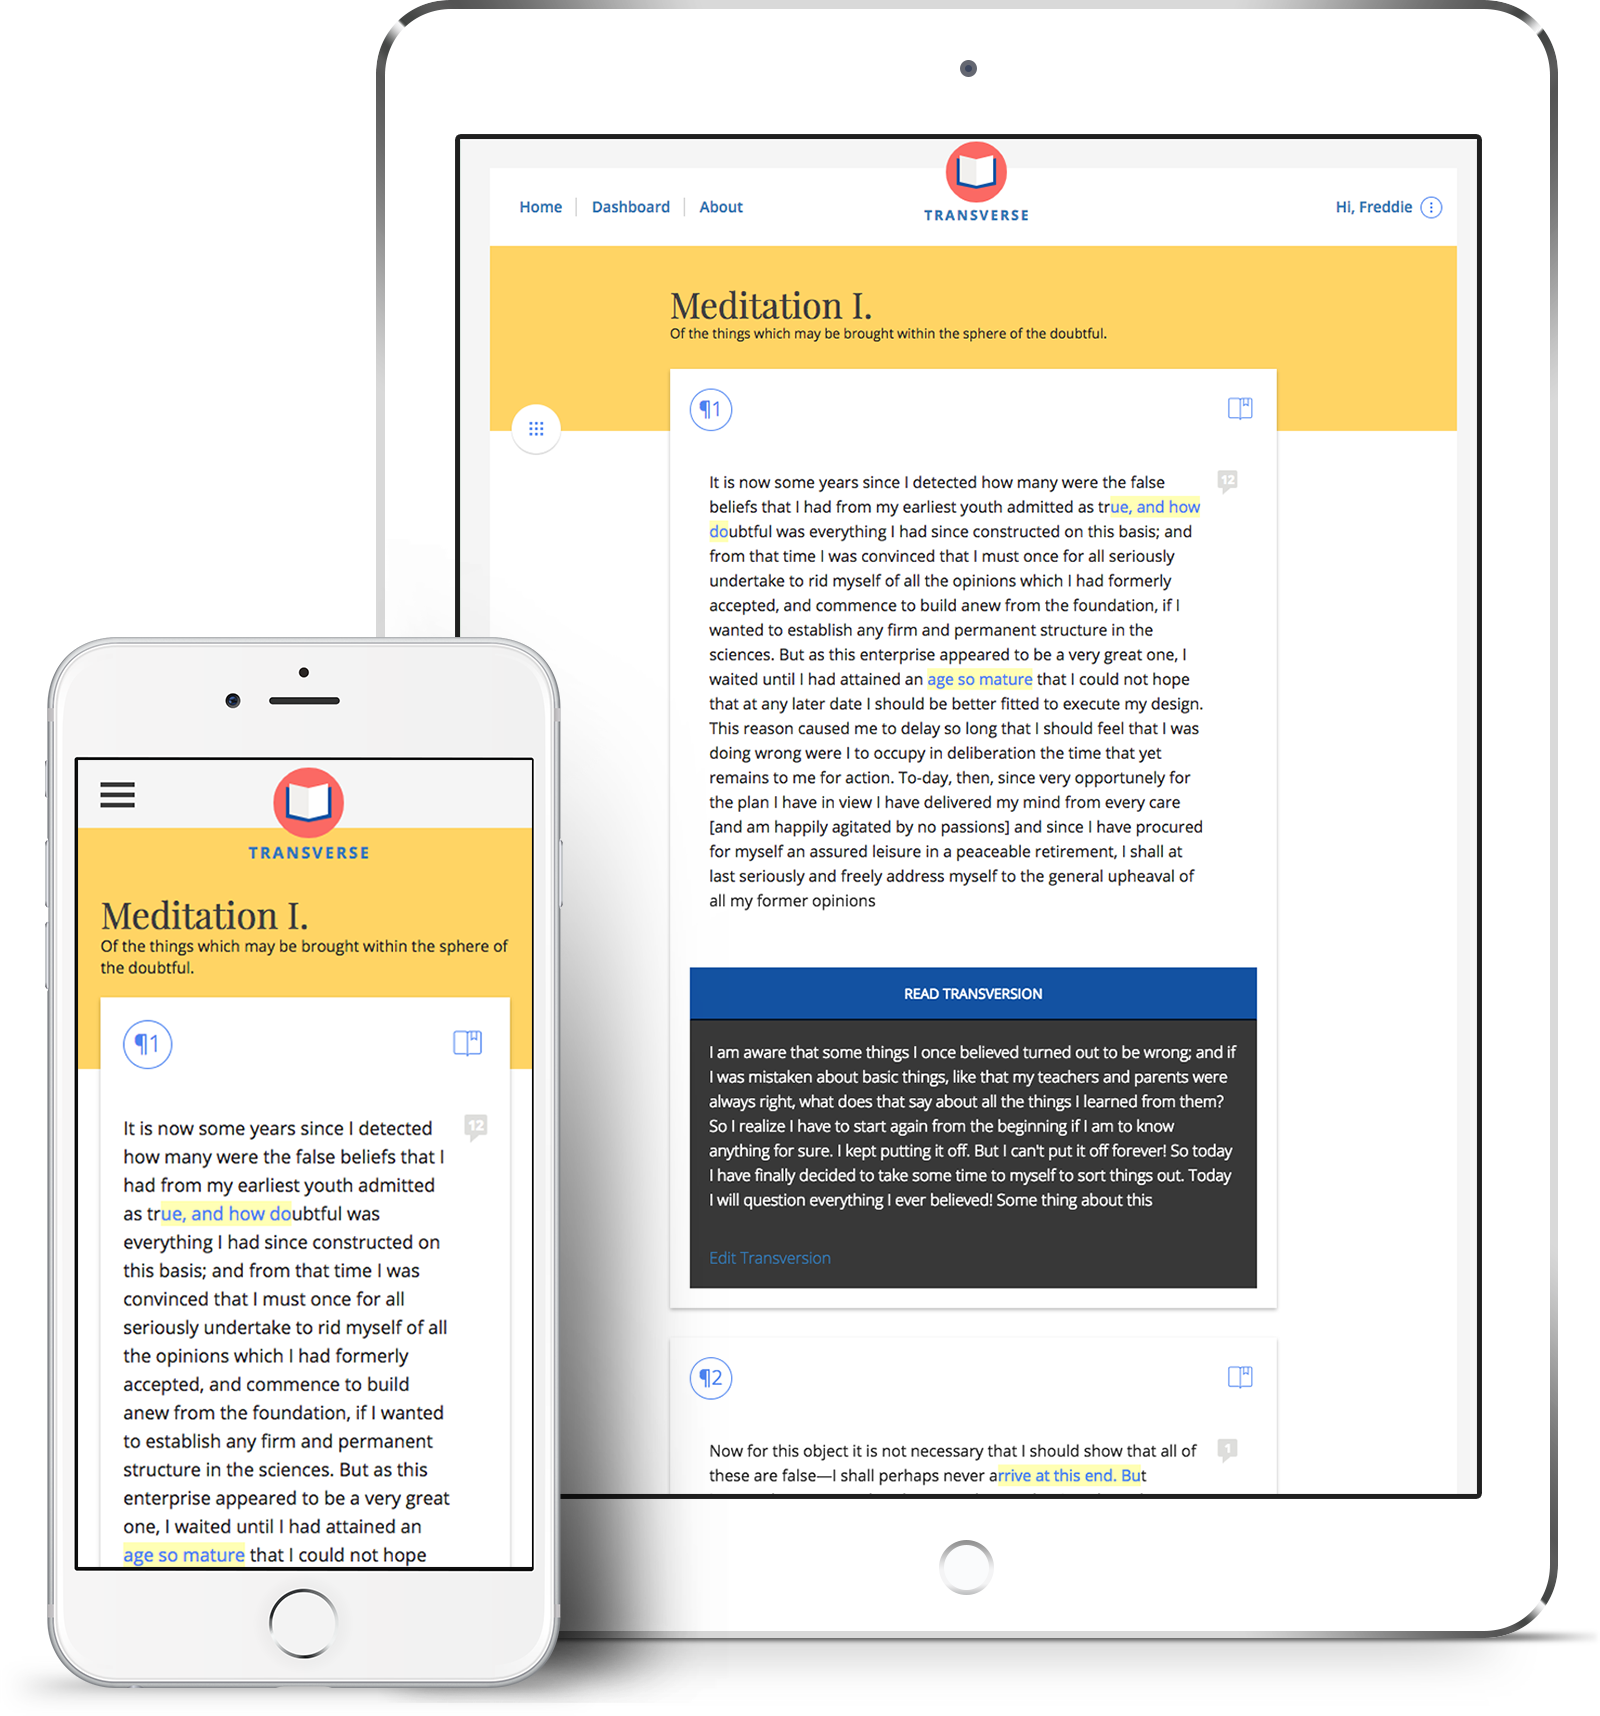 Home
Dashboard
About
TRANSVERSE
Hi, Freddie
Meditation I.
Of the things which may be brought within the sphere of the doubtful.
¶1
12
It is now some years since I detected how many were the false
beliefs that I had from my earliest youth admitted as true, and how
doubtful was everything I had since constructed on this basis; and
from that time I was convinced that I must once for all seriously
undertake to rid myself of all the opinions which I had formerly
accepted, and commence to build anew from the foundation, if I
wanted to establish any firm and permanent structure in the
sciences. But as this enterprise appeared to be a very great one, I
waited until I had attained an age so mature that I could not hope
that at any later date I should be better fitted to execute my design.
This reason caused me to delay so long that I should feel that I was
doing wrong were I to occupy in deliberation the time that yet
remains to me for action. To-day, then, since very opportunely for
the plan I have in view I have delivered my mind from every care
[and am happily agitated by no passions] and since I have procured
for myself an assured leisure in a peaceable retirement, I shall at
last seriously and freely address myself to the general upheaval of
all my former opinions
READ TRANSVERSION
I am aware that some things I once believed turned out to be wrong; and if
I was mistaken about basic things, like that my teachers and parents were
always right, what does that say about all the things I learned from them?
So I realize I have to start again from the beginning if I am to know
anything for sure. I kept putting it off. But I can't put it off forever! So today
I have finally decided to take some time to myself to sort things out. Today
I will question everything I ever believed! Some thing about this
Edit Transversion
¶2
1
Now for this object it is not necessary that I should show that all of
these are false—I shall perhaps never arrive at this end. But
TRANSVERSE
Meditation I.
Of the things which may be brought within the sphere of
the doubtful.
¶1
12
It is now some years since I detected
how many were the false beliefs that I
had from my earliest youth admitted
as true, and how doubtful was
everything I had since constructed on
this basis; and from that time I was
convinced that I must once for all
seriously undertake to rid myself of all
the opinions which I had formerly
accepted, and commence to build
anew from the foundation, if I wanted
to establish any firm and permanent
structure in the sciences. But as this
enterprise appeared to be a very great
one, I waited until I had attained an
age so mature that I could not hope